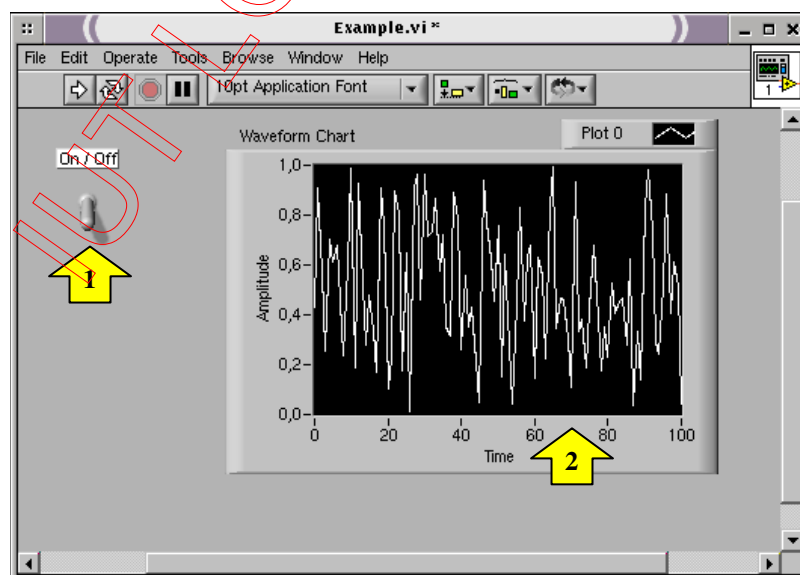 Example.vi *
File Edit Operate Tools Browse Window Help
10pt Application Font
1
On / Off
Waveform Chart
Plot 0
Amplitude
1,0
0,8
0,6
0,4
0,2
0,0
0 20 40 60 80 100
Time
1
2